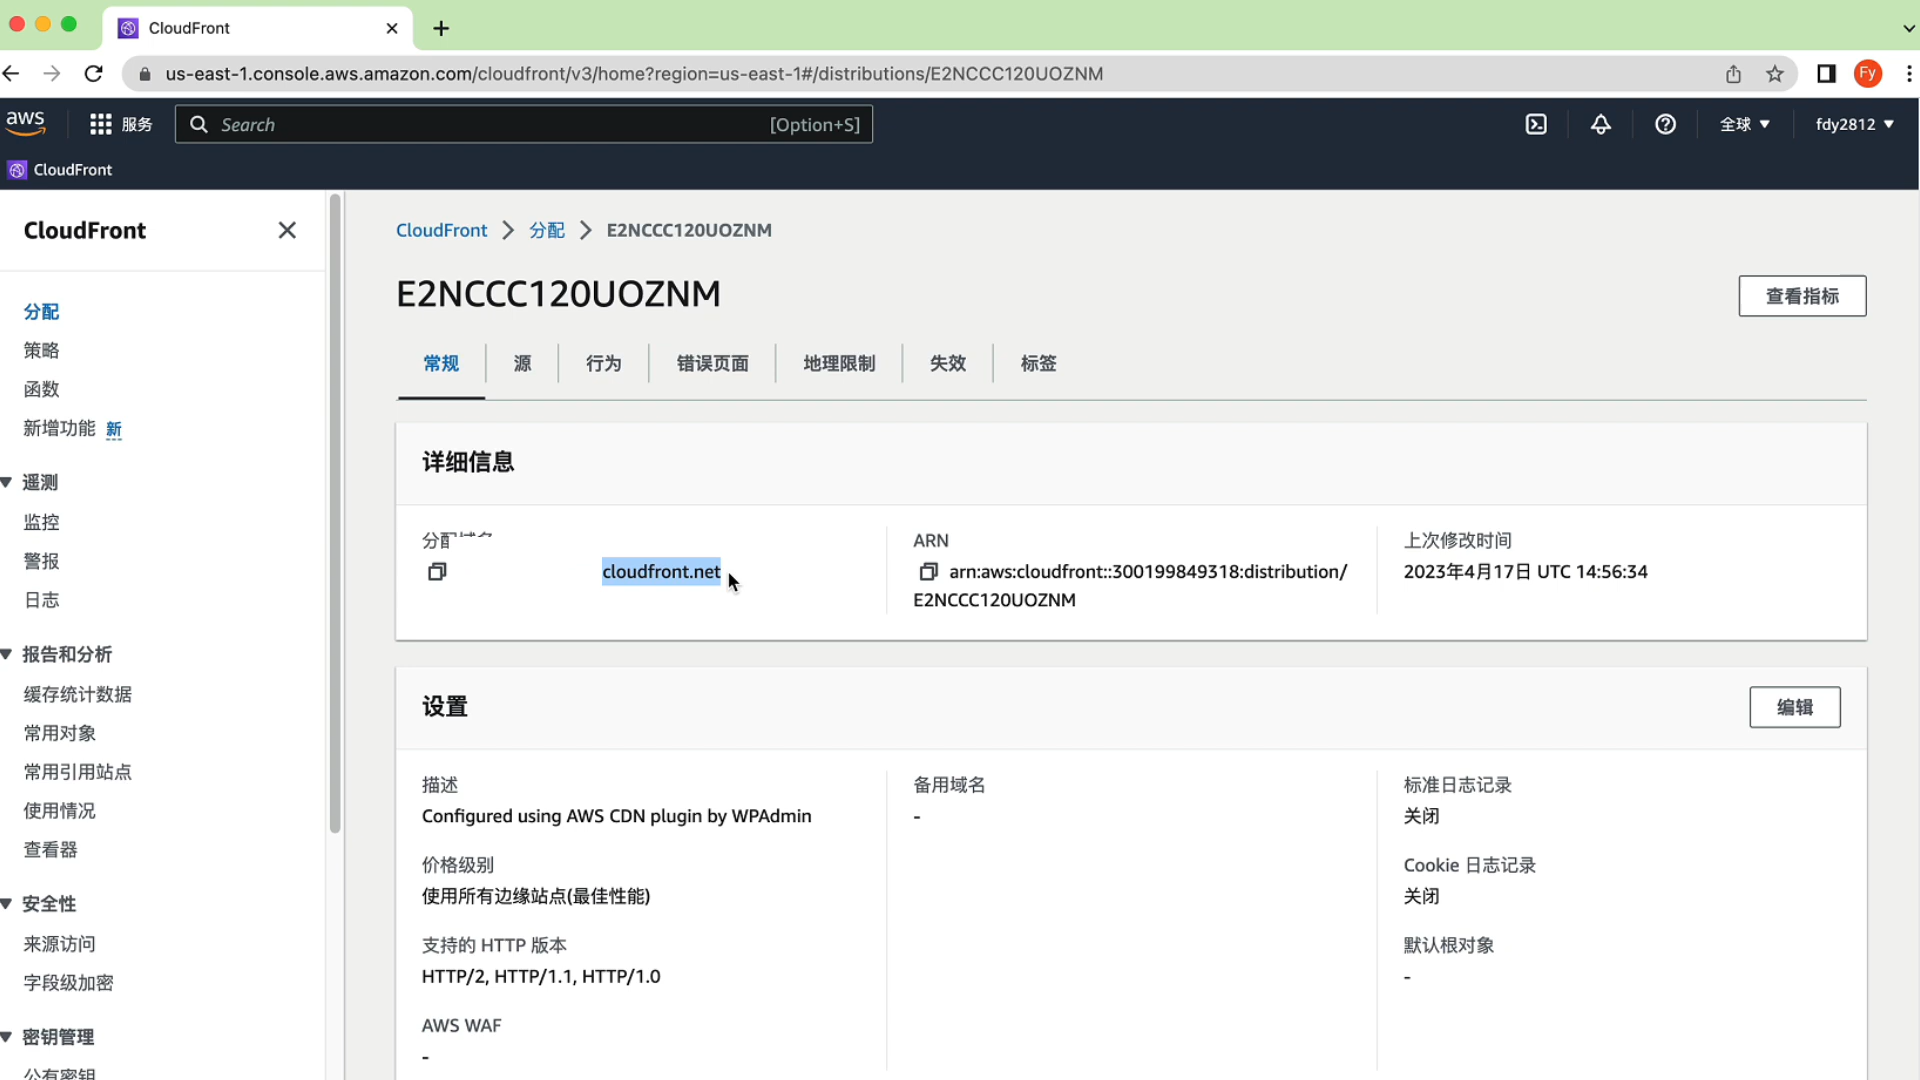 CloudFront
us-east-1.console.aws.amazon.com/cloudfront/v3/home?region=us-east-1#/distributions/E2NCCC120UOZNM
Fy
aws
服务
Search
[Option+S]
全球
fdy2812
CloudFront
CloudFront
分配
策略
函数
新增功能 新
遥测
监控
警报
日志
报告和分析
缓存统计数据
常用对象
常用引用站点
使用情况
查看器
安全性
来源访问
字段级加密
密钥管理
公有密钥
CloudFront
分配
E2NCCC120UOZNM
E2NCCC120UOZNM
查看指标
常规
源
行为
错误页面
地理限制
失效
标签
详细信息
分配域名
cloudfront.net
ARN
arn:aws:cloudfront::300199849318:distribution/
E2NCCC120UOZNM
上次修改时间
2023年4月17日 UTC 14:56:34
设置
编辑
描述
Configured using AWS CDN plugin by WPAdmin
价格级别
使用所有边缘站点(最佳性能)
支持的 HTTP 版本
HTTP/2, HTTP/1.1, HTTP/1.0
AWS WAF
-
备用域名
-
标准日志记录
关闭
Cookie 日志记录
关闭
默认根对象
-